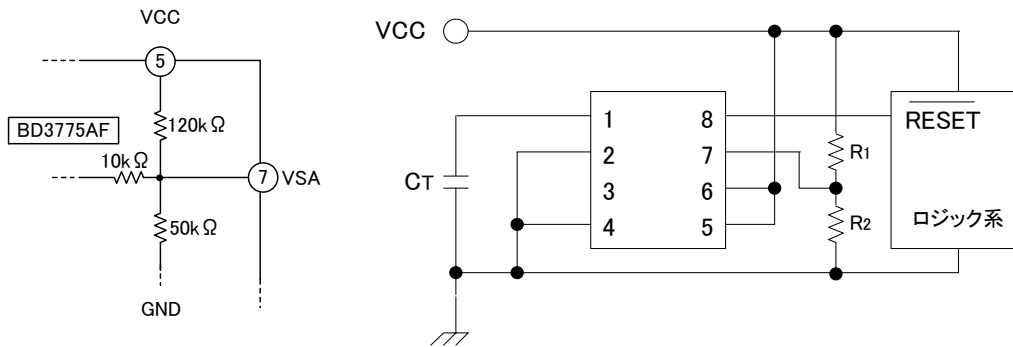 VCC
5
BD3775AF
120kΩ
10kΩ
7 VSA
50kΩ
GND
VCC
CT
1 8
2 7
3 6
4 5
R1
R2
RESET
ロジック系